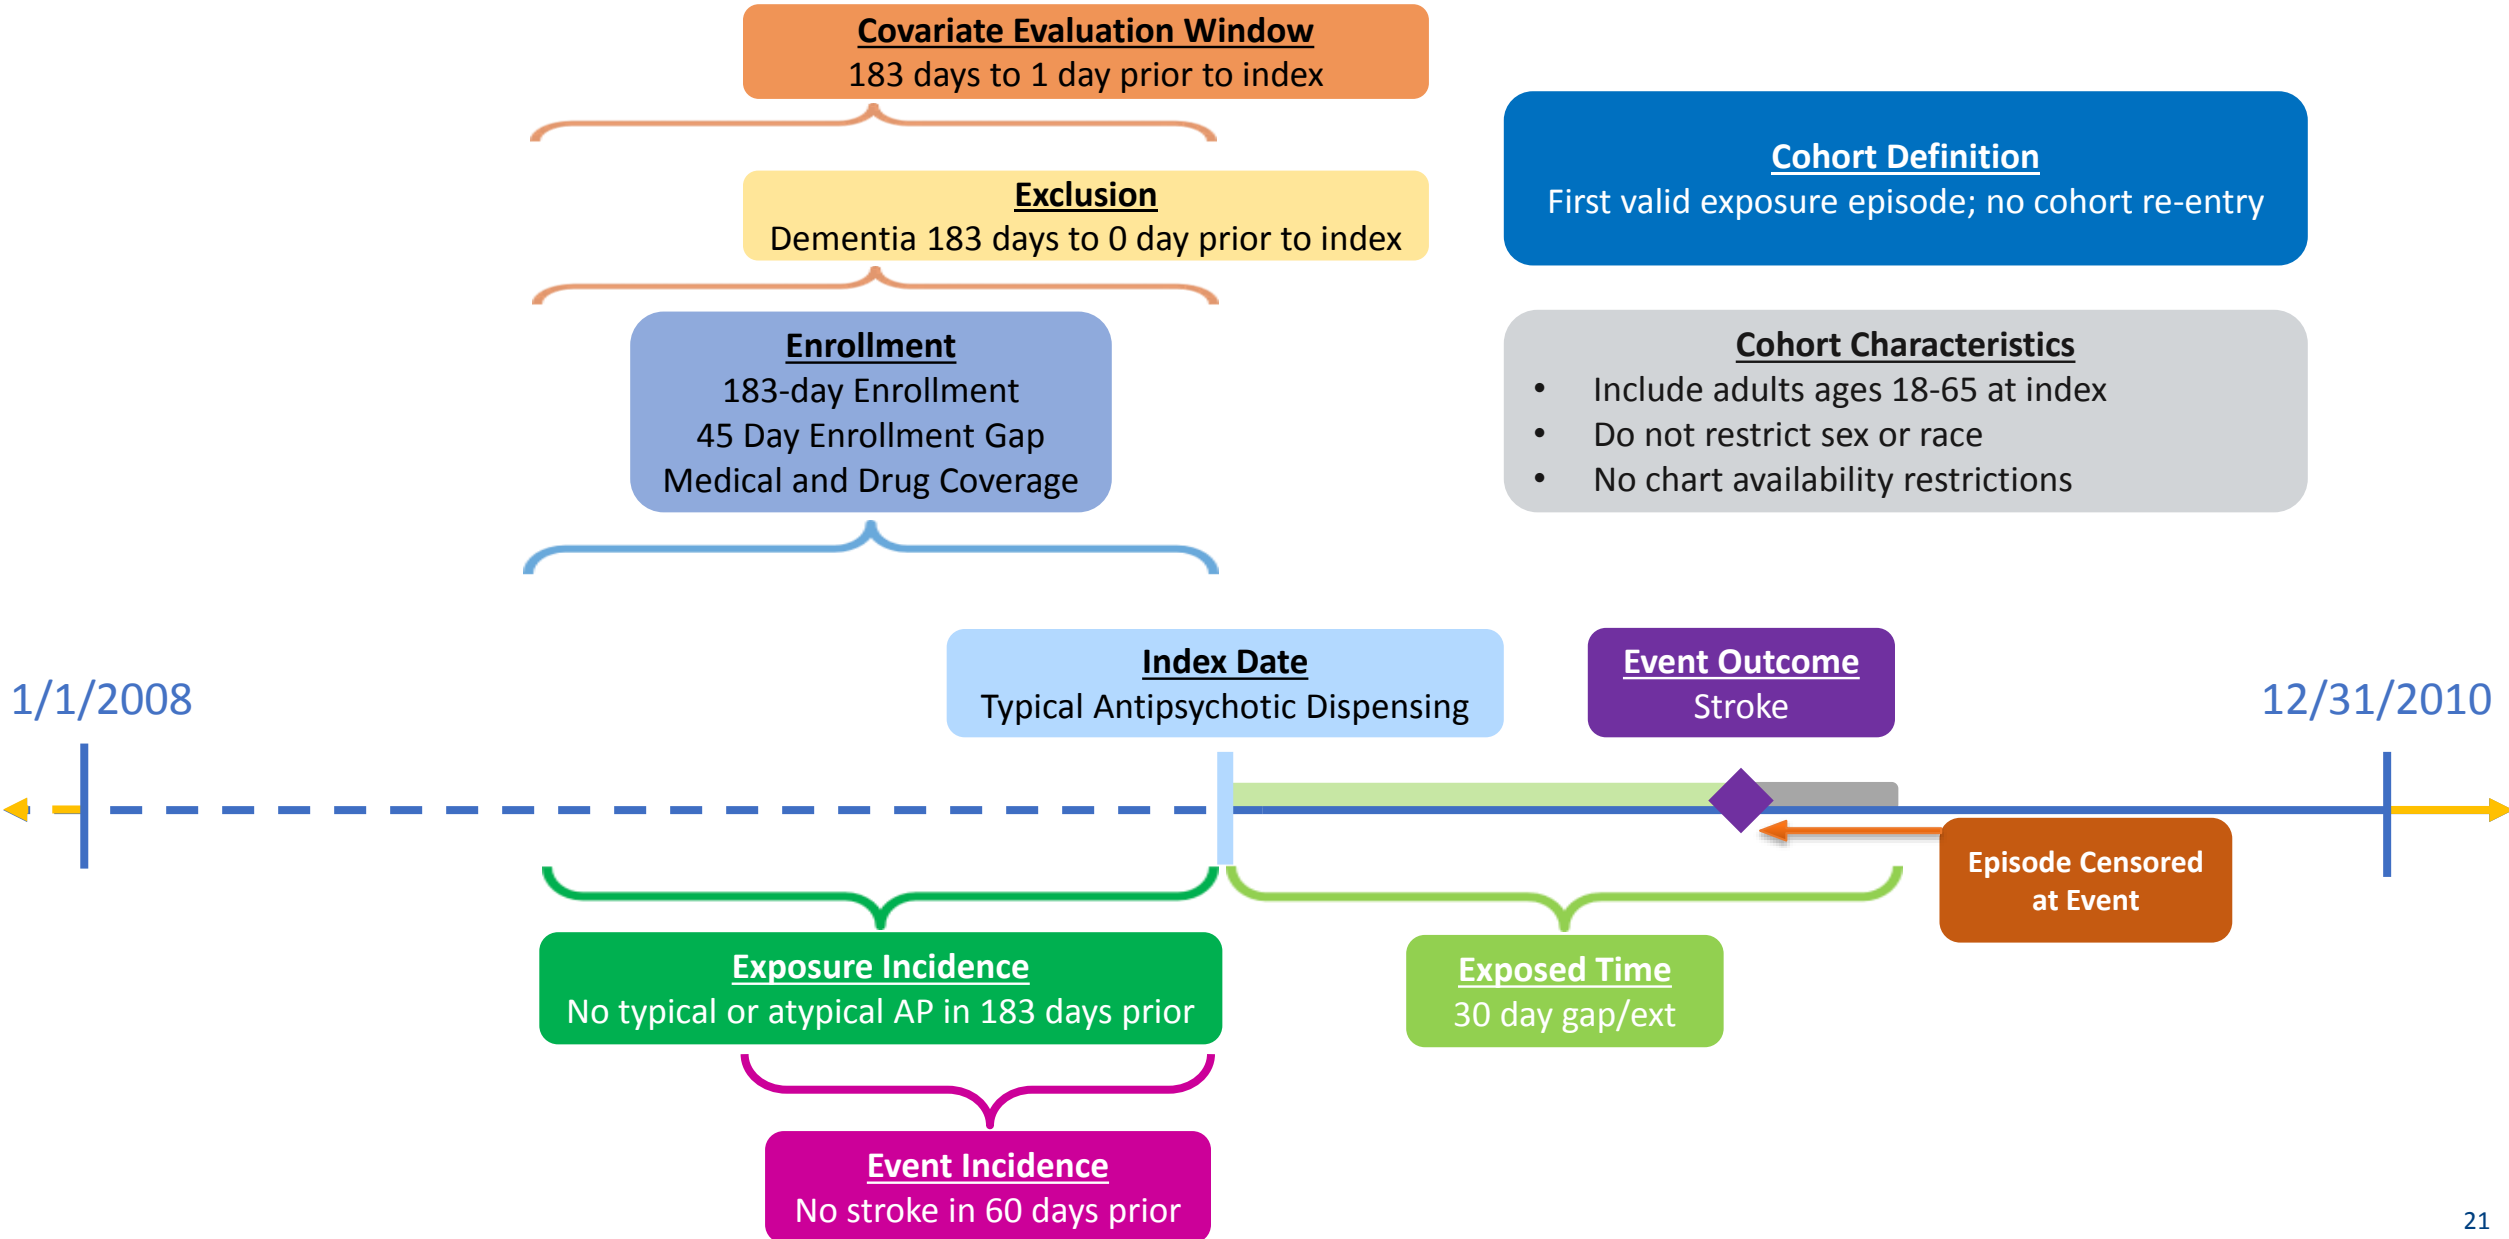 Covariate Evaluation Window
183 days to 1 day prior to index
Exclusion
Dementia 183 days to 0 day prior to index
Cohort Definition
First valid exposure episode; no cohort re-entry
Enrollment
183-day Enrollment
45 Day Enrollment Gap
Medical and Drug Coverage
Cohort Characteristics
• Include adults ages 18-65 at index
• Do not restrict sex or race
• No chart availability restrictions
1/1/2008
Index Date
Typical Antipsychotic Dispensing
Event Outcome
Stroke
12/31/2010
Episode Censored
at Event
Exposure Incidence
No typical or atypical AP in 183 days prior
Exposed Time
30 day gap/ext
Event Incidence
No stroke in 60 days prior
21